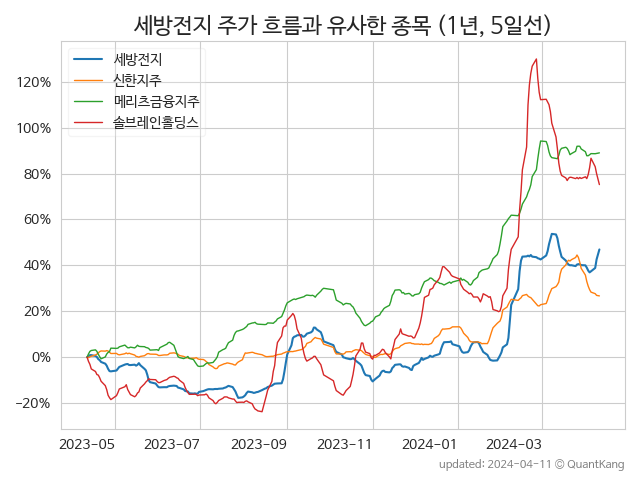 세방전지 주가 흐름과 유사한 종목 (1년, 5일선)
세방전지
신한지주
메리츠금융지주
솔브레인홀딩스
120%
100%
80%
60%
40%
20%
0%
−20%
2023−05 2023−07 2023−09 2023−11 2024−01 2024−03
updated: 2024−04−11 © QuantKang